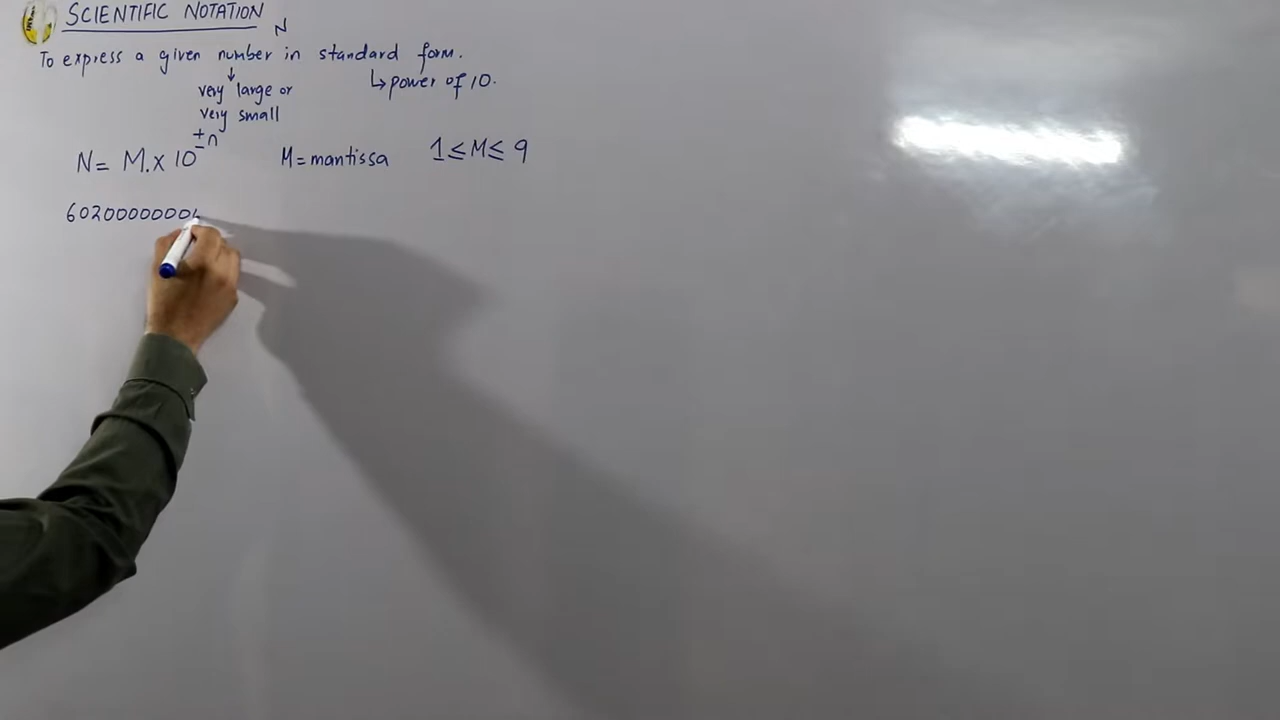 SCIENTIFIC NOTATION
N
To express a given number in standard form.
↓ ↳power of 10.
very large or
very small
N= M.x 10±n M=mantissa 1≤M≤9
60200000000